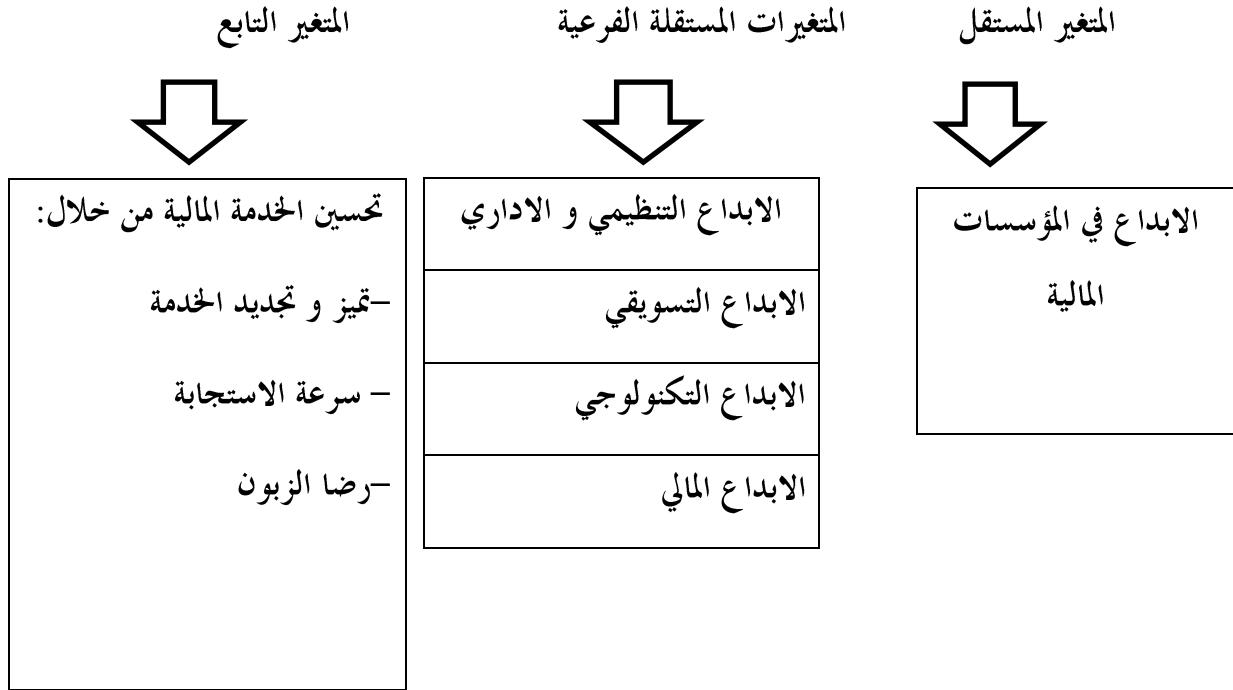 المتغير المستقل
المتغيرات المستقلة الفرعية
المتغير التابع
الابداع في المؤسسات
المالية
الابداع التنظيمي و الاداري
الابداع التسويقي
الابداع التكنولوجي
الابداع المالي
تحسين الخدمة المالية من خلال:
–تميز و تجديد الخدمة
– سرعة الاستجابة
–رضا الزبون